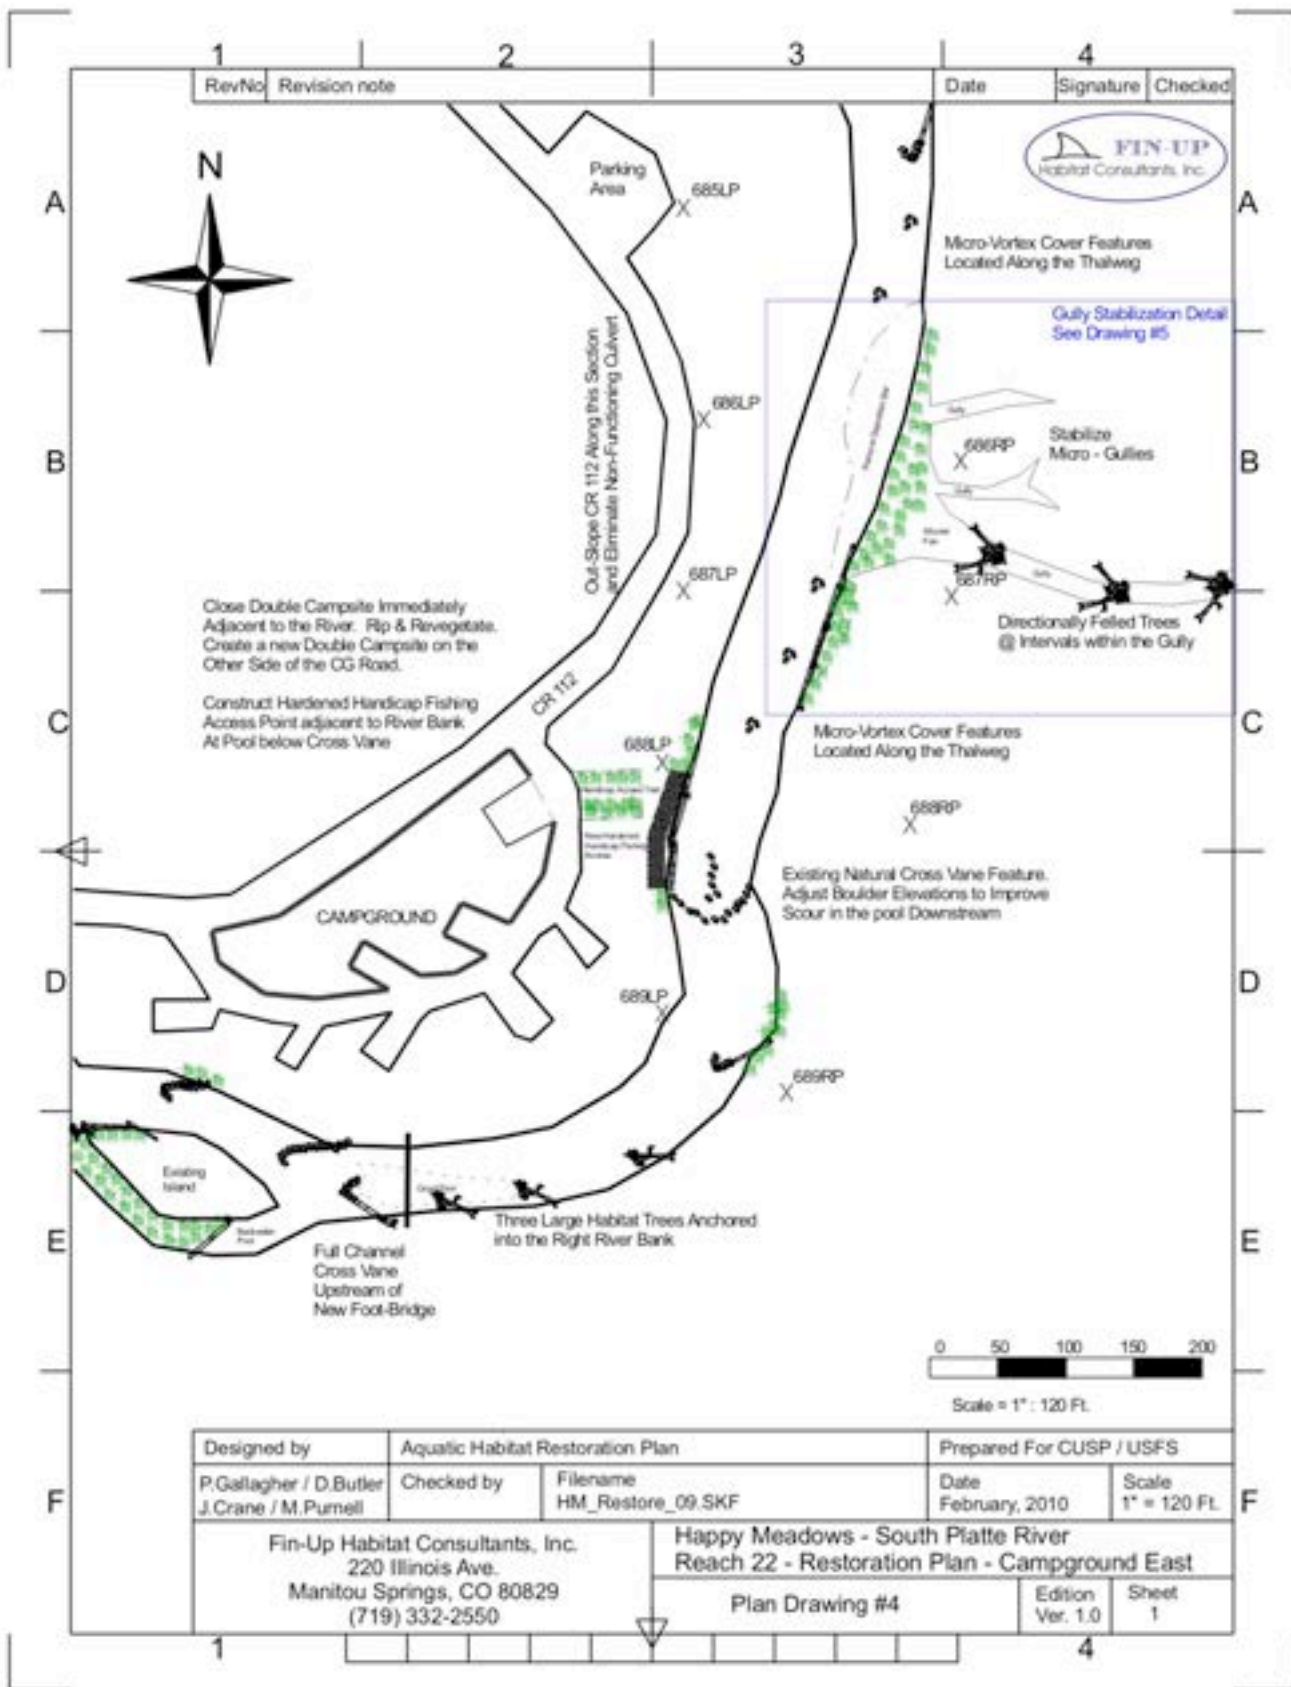 1 2 3 4
RevNo Revision note Date Signature Checked
FIN-UP
Habitat Consultants, Inc.
N
A
A
Parking
Area
685LP
Micro-Vortex Cover Features
Located Along the Thalweg
Gully Stabilization Detail
See Drawing #5
Out-Slope CR 112 Along this Section
and Eliminate Non-Functioning Culvert
686LP
Gully
686RP
Stabilize
Micro - Gullies
B
B
Gully
Gully
687LP
687RP
Directionally Felled Trees
@ Intervals within the Gully
Close Double Campsite Immediately
Adjacent to the River. Rip & Revegetate.
Create a new Double Campsite on the
Other Side of the CG Road.
Construct Hardened Handicap Fishing
Access Point adjacent to River Bank
At Pool below Cross Vane
CR 112
C
C
Micro-Vortex Cover Features
Located Along the Thalweg
688LP
688RP
Existing Natural Cross Vane Feature.
Adjust Boulder Elevations to Improve
Scour in the pool Downstream
CAMPGROUND
D
D
689LP
689RP
Existing
Island
E
E
Three Large Habitat Trees Anchored
into the Right River Bank
Full Channel
Cross Vane
Upstream of
New Foot-Bridge
0 50 100 150 200
Scale = 1" : 120 Ft.
Designed by Aquatic Habitat Restoration Plan Prepared For CUSP / USFS
P.Gallagher / D.Butler
J.Crane / M.Purnell
Checked by
Filename
HM_Restore_09.SKF
Date
February, 2010
Scale
1" = 120 Ft.
F
F
Fin-Up Habitat Consultants, Inc.
220 Illinois Ave.
Manitou Springs, CO 80829
(719) 332-2550
Happy Meadows - South Platte River
Reach 22 - Restoration Plan - Campground East
Plan Drawing #4
Edition
Ver. 1.0
Sheet
1
1 4